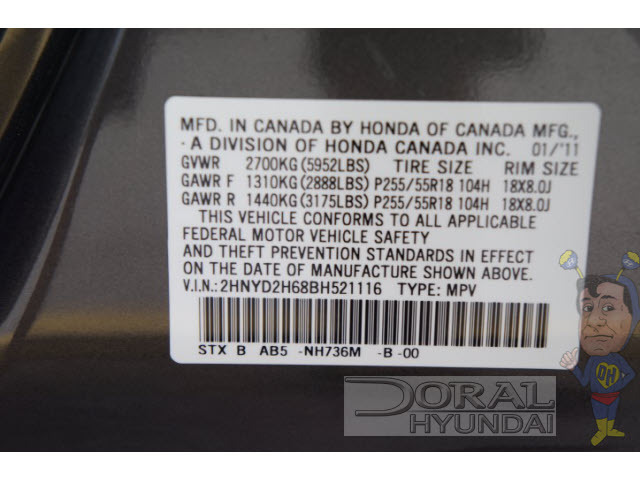 MFD. IN CANADA BY HONDA OF CANADA MFG.,
A DIVISION OF HONDA CANADA INC. 01/'11
GVWR 2700KG(5952LBS) TIRE SIZE RIM SIZE
GAWR F 1310KG(2888LBS) P255/55R18 104H 18X8.0J
GAWR R 1440KG(3175LBS) P255/55R18 104H 18X8.0J
THIS VEHICLE CONFORMS TO ALL APPLICABLE
FEDERAL MOTOR VEHICLE SAFETY
AND THEFT PREVENTION STANDARDS IN EFFECT
ON THE DATE OF MANUFACTURE SHOWN ABOVE.
V.I.N.:2HNYD2H68BH521116 TYPE: MPV
STX B AB5 -NH736M -B -00
DORAL
HYUNDAI
DH